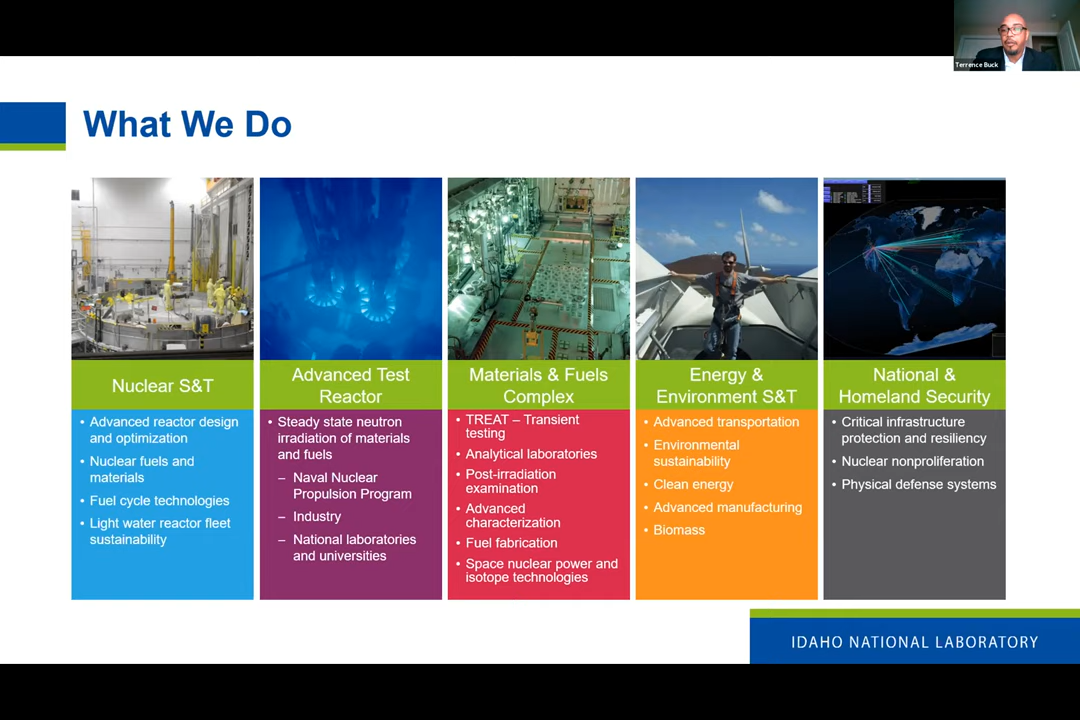 Terrence Buck
What We Do
Nuclear S&T
• Advanced reactor design
and optimization
• Nuclear fuels and
materials
• Fuel cycle technologies
• Light water reactor fleet
sustainability
Advanced Test
Reactor
• Steady state neutron
irradiation of materials
and fuels
– Naval Nuclear
Propulsion Program
– Industry
– National laboratories
and universities
Materials & Fuels
Complex
• TREAT – Transient
testing
• Analytical laboratories
• Post-irradiation
examination
• Advanced
characterization
• Fuel fabrication
• Space nuclear power and
isotope technologies
Energy &
Environment S&T
• Advanced transportation
• Environmental
sustainability
• Clean energy
• Advanced manufacturing
• Biomass
National &
Homeland Security
• Critical infrastructure
protection and resiliency
• Nuclear nonproliferation
• Physical defense systems
IDAHO NATIONAL LABORATORY